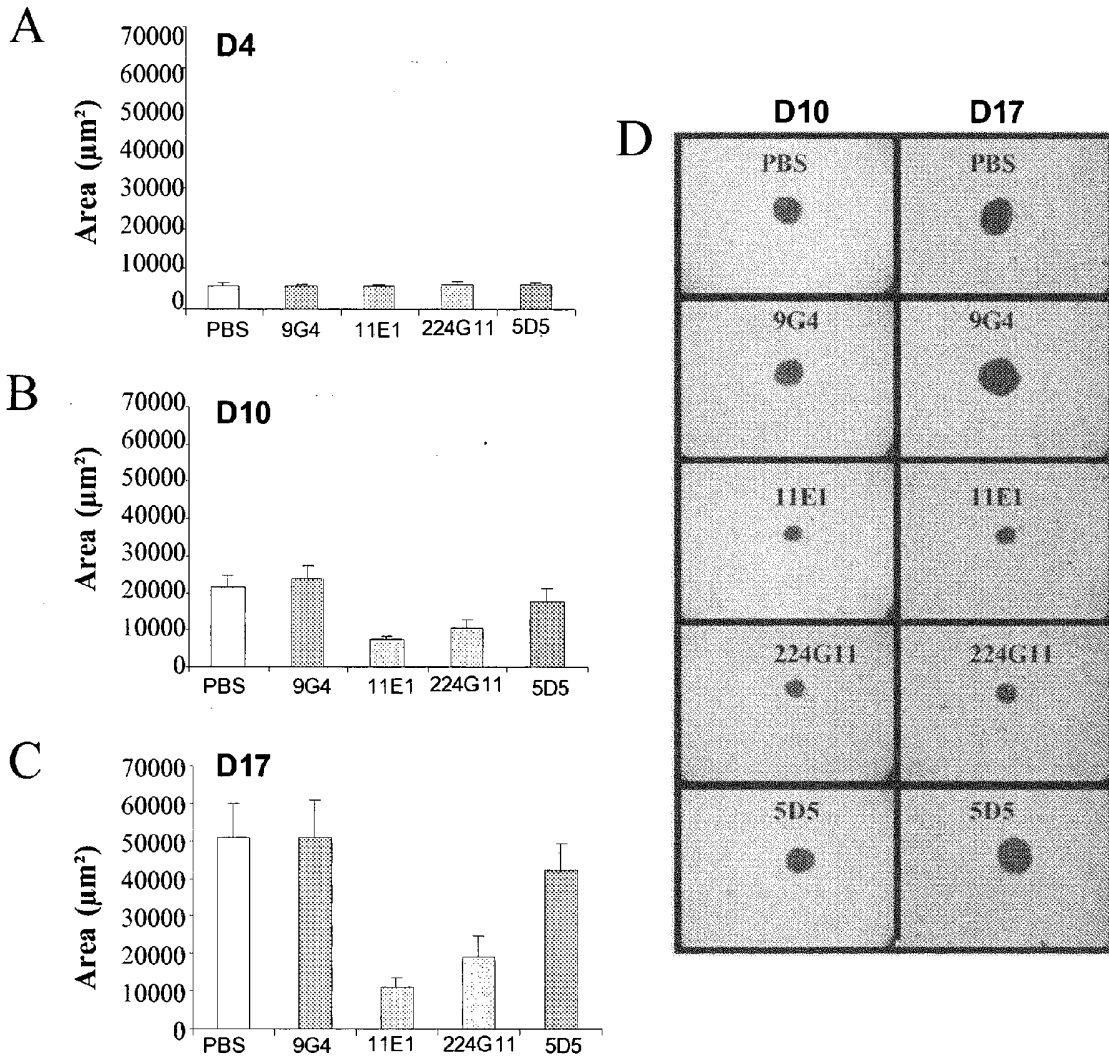 A
D4
Area (µm²)
70000
60000
50000
40000
30000
20000
10000
0
PBS 9G4 11E1 224G11 5D5
B
D10
Area (µm²)
70000
60000
50000
40000
30000
20000
10000
0
PBS 9G4 11E1 224G11 5D5
C
D17
Area (µm²)
70000
60000
50000
40000
30000
20000
10000
0
PBS 9G4 11E1 224G11 5D5
D
D10 D17
PBS PBS
9G4 9G4
11E1 11E1
224G11 224G11
5D5 5D5